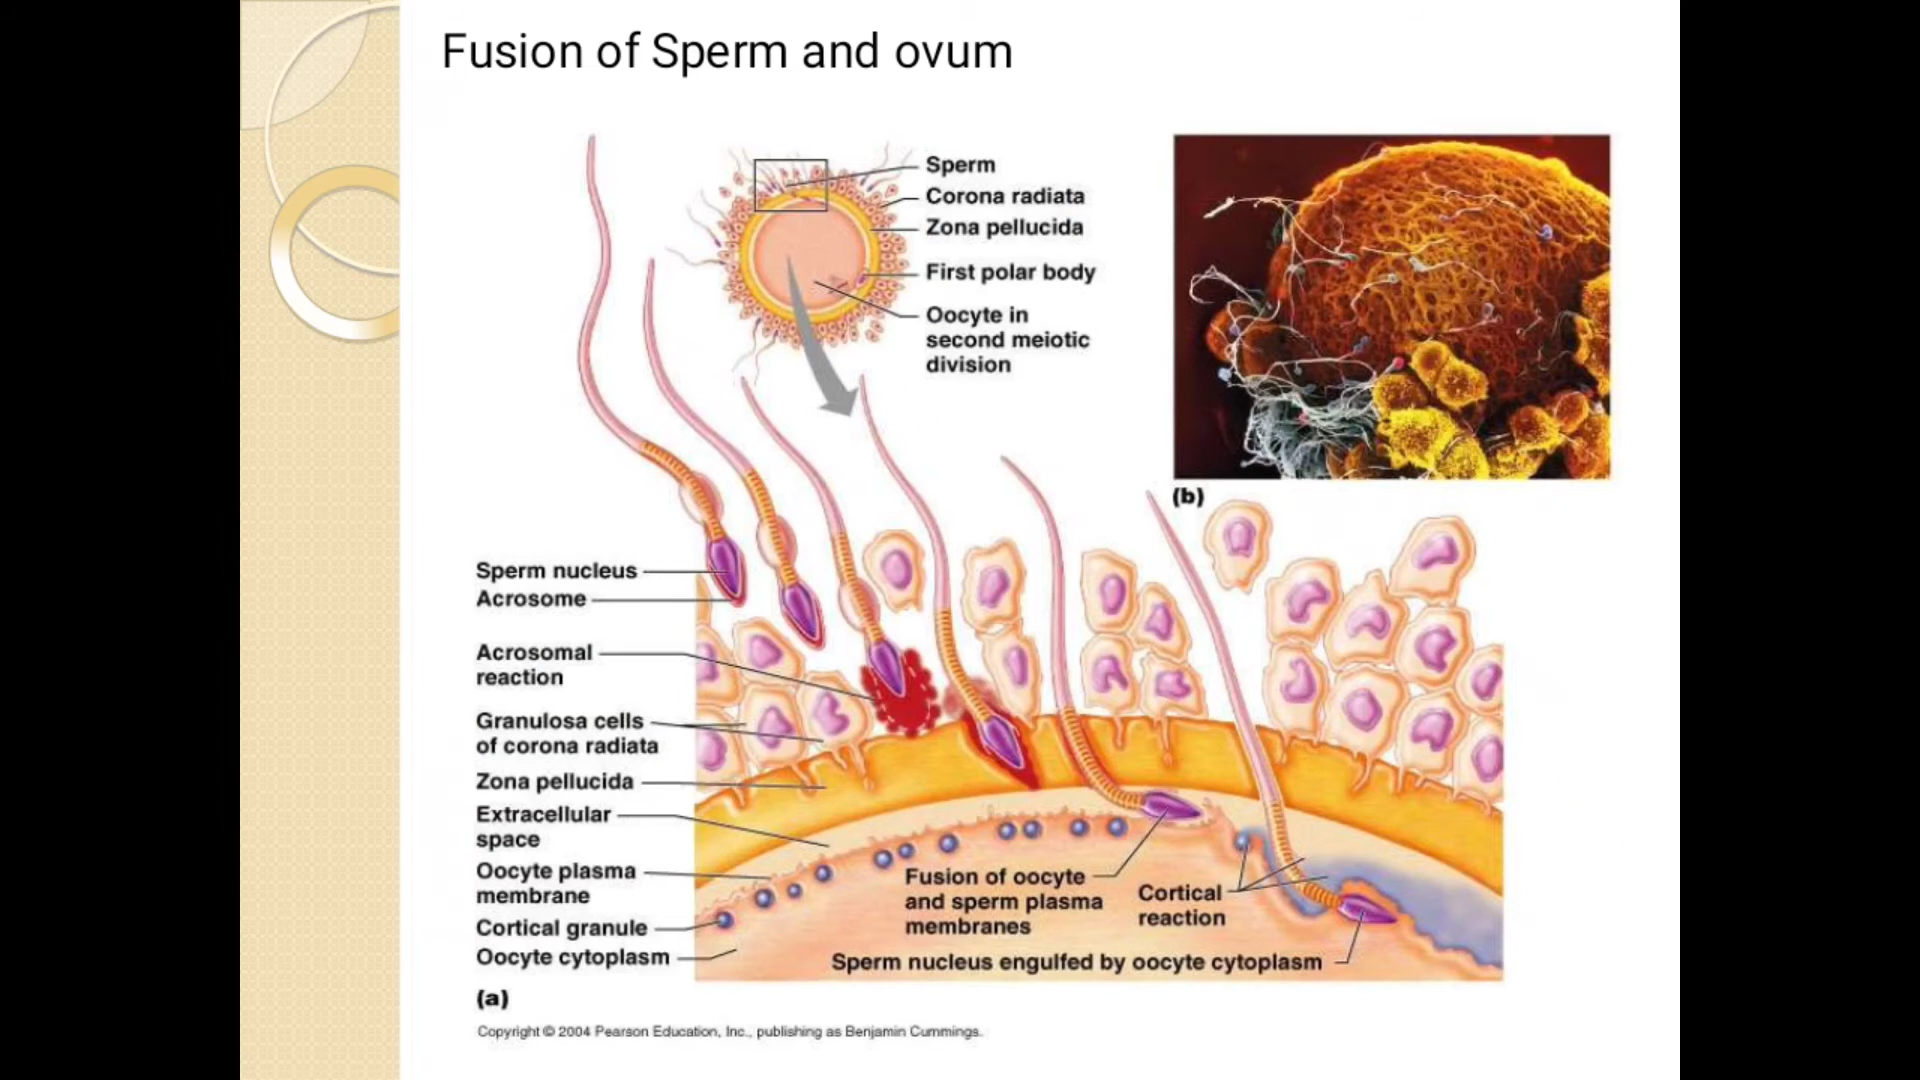 Fusion of Sperm and ovum
Sperm
Corona radiata
Zona pellucida
First polar body
Oocyte in
second meiotic
division
(b)
Sperm nucleus
Acrosome
Acrosomal
reaction
Granulosa cells
of corona radiata
Zona pellucida
Extracellular
space
Oocyte plasma
membrane
Cortical granule
Oocyte cytoplasm
Fusion of oocyte
and sperm plasma
membranes
Cortical
reaction
Sperm nucleus engulfed by oocyte cytoplasm
(a)
Copyright © 2004 Pearson Education, Inc., publishing as Benjamin Cummings.